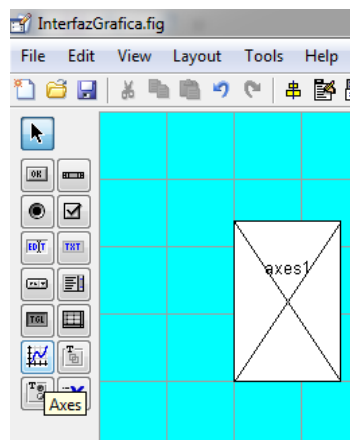 InterfazGrafica.fig
File Edit View Layout Tools Help
OK
EDIT TXT
axes1
TGL
T
T X
Axes